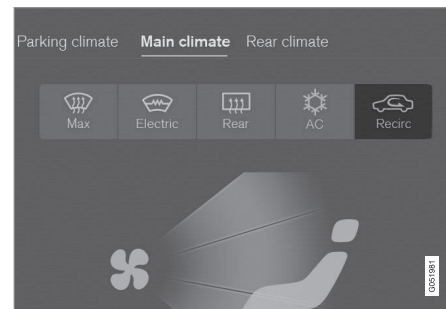 Parking climate Main climate Rear climate
Max Electric Rear AC Recirc
G051981